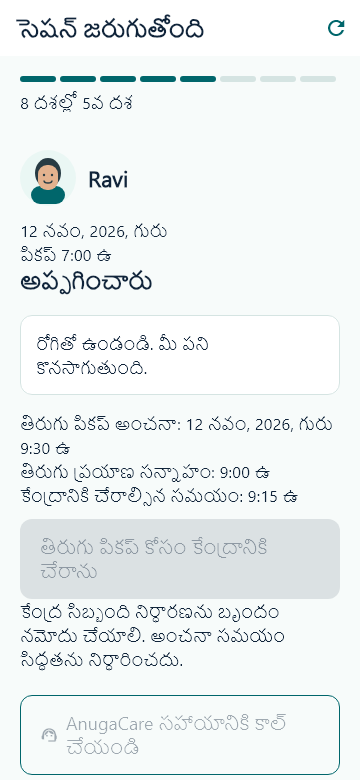 సెషన్ జరుగుతోంది
8 దశల్లో 5వ దశ
Ravi
12 నవం, 2026, గురు
పికప్ 7:00 ఉ
అప్పగించారు
రోగితో ఉండండి. మీ పని
కొనసాగుతుంది.
తిరుగు పికప్ అంచనా: 12 నవం, 2026, గురు
9:30 ఉ
తిరుగు ప్రయాణ సన్నాహం: 9:00 ఉ
కేంద్రానికి చేరాల్సిన సమయం: 9:15 ఉ
తిరుగు పికప్ కోసం కేంద్రానికి
చేరాను
కేంద్ర సిబ్బంది నిర్ధారణను బృందం
నమోదు చేయాలి. అంచనా సమయం
సిద్ధతను నిర్ధారించదు.
AnugaCare సహాయానికి కాల్
చేయండి